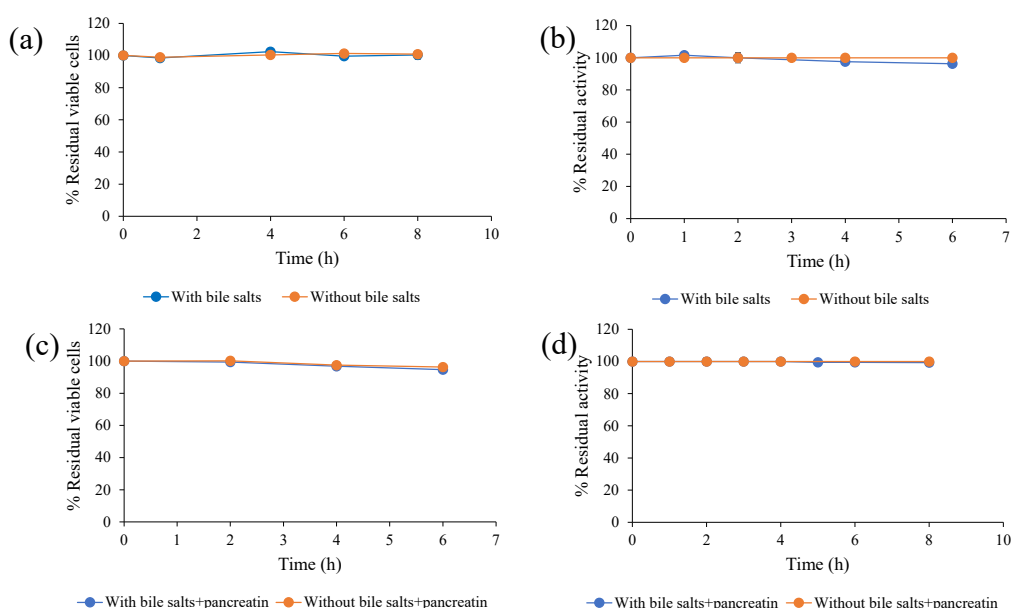 (a)
% Residual viable cells
120
100
80
60
40
20
0
0 2 4 6 8 10
Time (h)
With bile salts Without bile salts
(b)
% Residual activity
120
100
80
60
40
20
0
0 1 2 3 4 5 6 7
Time (h)
With bile salts Without bile salts
(c)
% Residual viable cells
120
100
80
60
40
20
0
0 1 2 3 4 5 6 7
Time (h)
With bile salts+pancreatin Without bile salts+pancreatin
(d)
% Residual activity
120
100
80
60
40
20
0
0 2 4 6 8 10
Time (h)
With bile salts+pancreatin Without bile salts+pancreatin